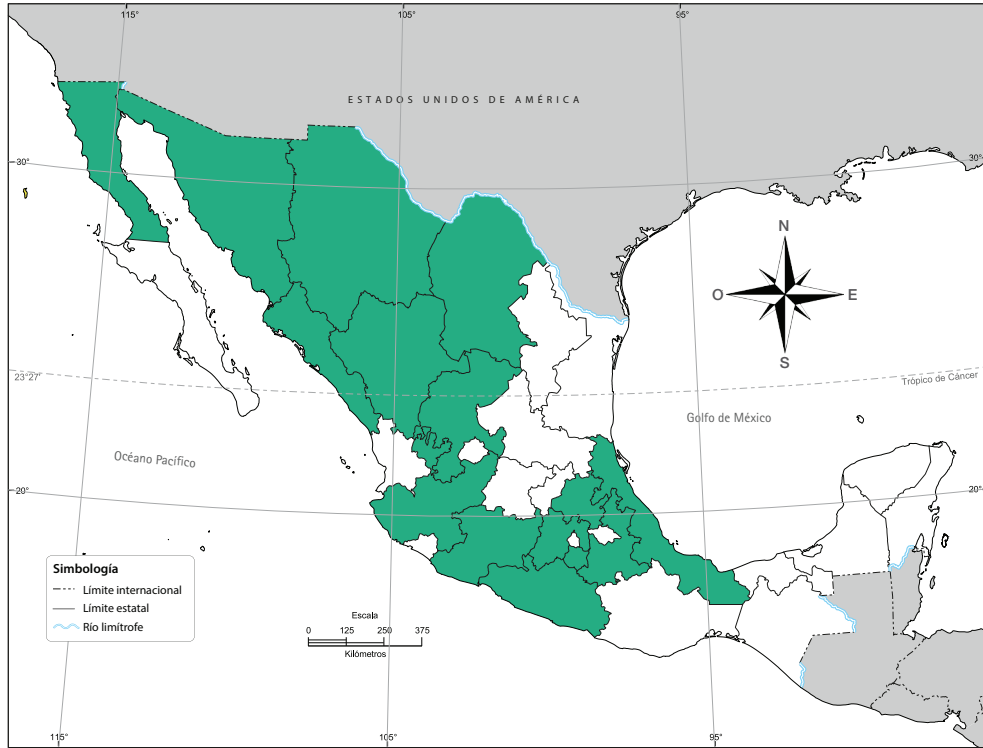 115°
105°
95°
ESTADOS UNIDOS DE AMÉRICA
30°
30°
N
O
E
S
23°27'
Trópico de Cáncer
Golfo de México
Océano Pacífico
20°
20°
Simbología
Límite internacional
Límite estatal
Río limítrofe
Escala
0 125 250 375
Kilómetros
115°
105°
95°